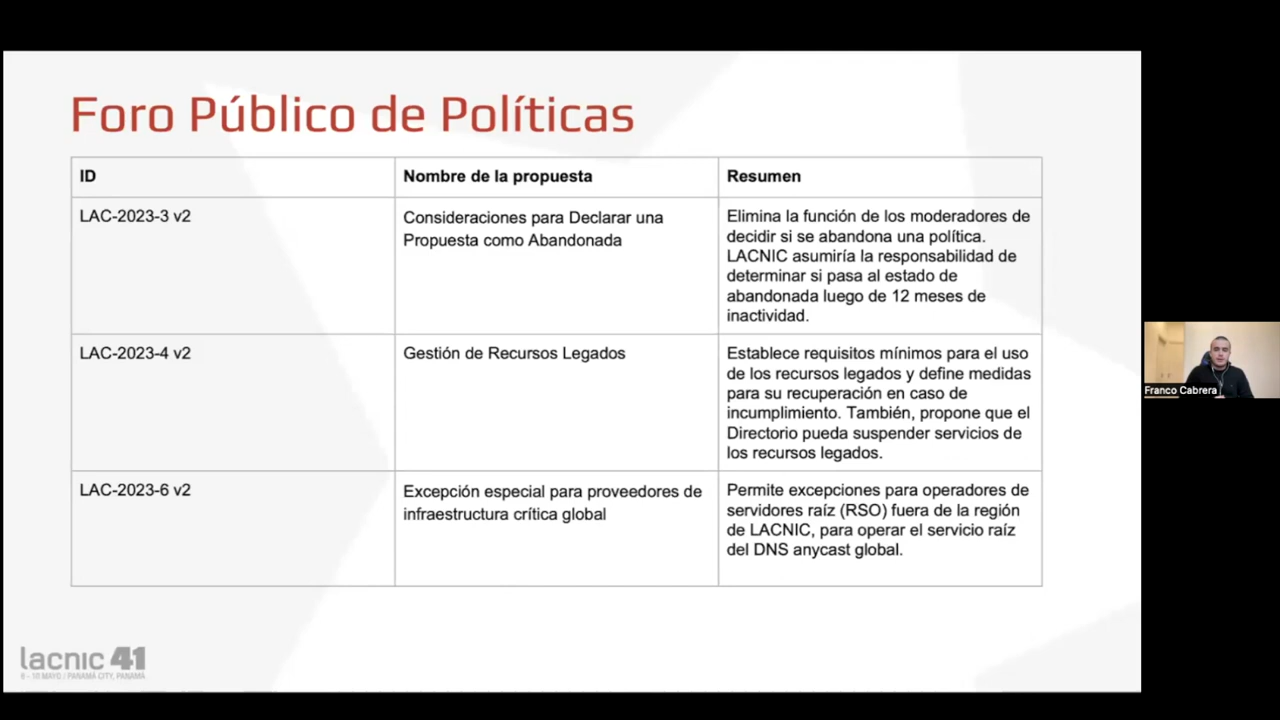 Foro Público de Políticas
ID
Nombre de la propuesta
Resumen
LAC-2023-3 v2
Consideraciones para Declarar una
Propuesta como Abandonada
Elimina la función de los moderadores de
decidir si se abandona una política.
LACNIC asumiría la responsabilidad de
determinar si pasa al estado de
abandonada luego de 12 meses de
inactividad.
LAC-2023-4 v2
Gestión de Recursos Legados
Establece requisitos mínimos para el uso
de los recursos legados y define medidas
para su recuperación en caso de
incumplimiento. También, propone que el
Directorio pueda suspender servicios de
los recursos legados.
LAC-2023-6 v2
Excepción especial para proveedores de
infraestructura crítica global
Permite excepciones para operadores de
servidores raíz (RSO) fuera de la región
de LACNIC, para operar el servicio raíz
del DNS anycast global.
Franco Cabrera
lacnic 41
6 - 10 MAYO / PANAMÁ CITY, PANAMÁ